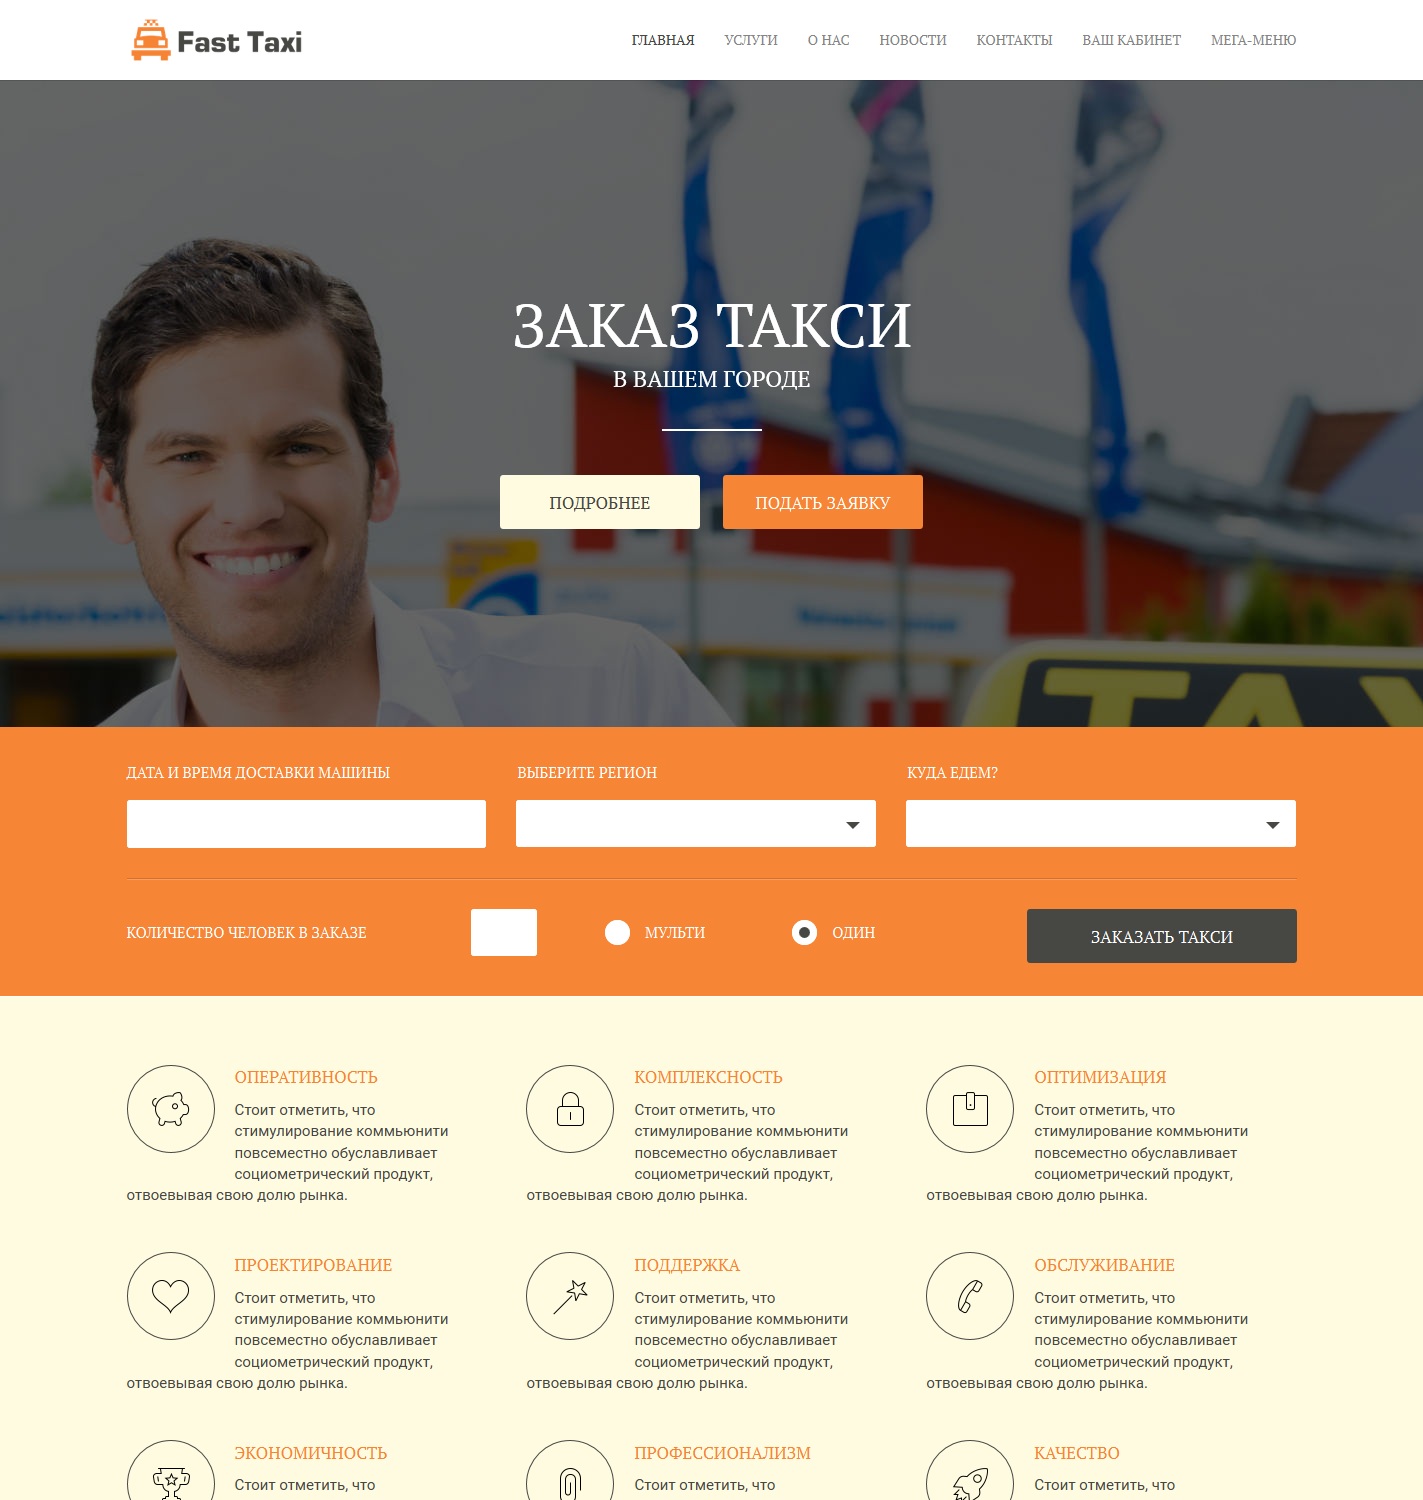 Fast Taxi
ГЛАВНАЯ УСЛУГИ О НАС НОВОСТИ КОНТАКТЫ ВАШ КАБИНЕТ МЕГА-МЕНЮ
ЗАКАЗ ТАКСИ
В ВАШЕМ ГОРОДЕ
ПОДРОБНЕЕ ПОДАТЬ ЗАЯВКУ
ДАТА И ВРЕМЯ ДОСТАВКИ МАШИНЫ
ВЫБЕРИТЕ РЕГИОН
КУДА ЕДЕМ?
КОЛИЧЕСТВО ЧЕЛОВЕК В ЗАКАЗЕ
МУЛЬТИ
ОДИН
ЗАКАЗАТЬ ТАКСИ
ОПЕРАТИВНОСТЬ
Стоит отметить, что
стимулирование коммьюнити
повсеместно обуславливает
социометрический продукт,
отвоевывая свою долю рынка.
КОМПЛЕКСНОСТЬ
Стоит отметить, что
стимулирование коммьюнити
повсеместно обуславливает
социометрический продукт,
отвоевывая свою долю рынка.
ОПТИМИЗАЦИЯ
Стоит отметить, что
стимулирование коммьюнити
повсеместно обуславливает
социометрический продукт,
отвоевывая свою долю рынка.
ПРОЕКТИРОВАНИЕ
Стоит отметить, что
стимулирование коммьюнити
повсеместно обуславливает
социометрический продукт,
отвоевывая свою долю рынка.
ПОДДЕРЖКА
Стоит отметить, что
стимулирование коммьюнити
повсеместно обуславливает
социометрический продукт,
отвоевывая свою долю рынка.
ОБСЛУЖИВАНИЕ
Стоит отметить, что
стимулирование коммьюнити
повсеместно обуславливает
социометрический продукт,
отвоевывая свою долю рынка.
ЭКОНОМИЧНОСТЬ
Стоит отметить, что
ПРОФЕССИОНАЛИЗМ
Стоит отметить, что
КАЧЕСТВО
Стоит отметить, что